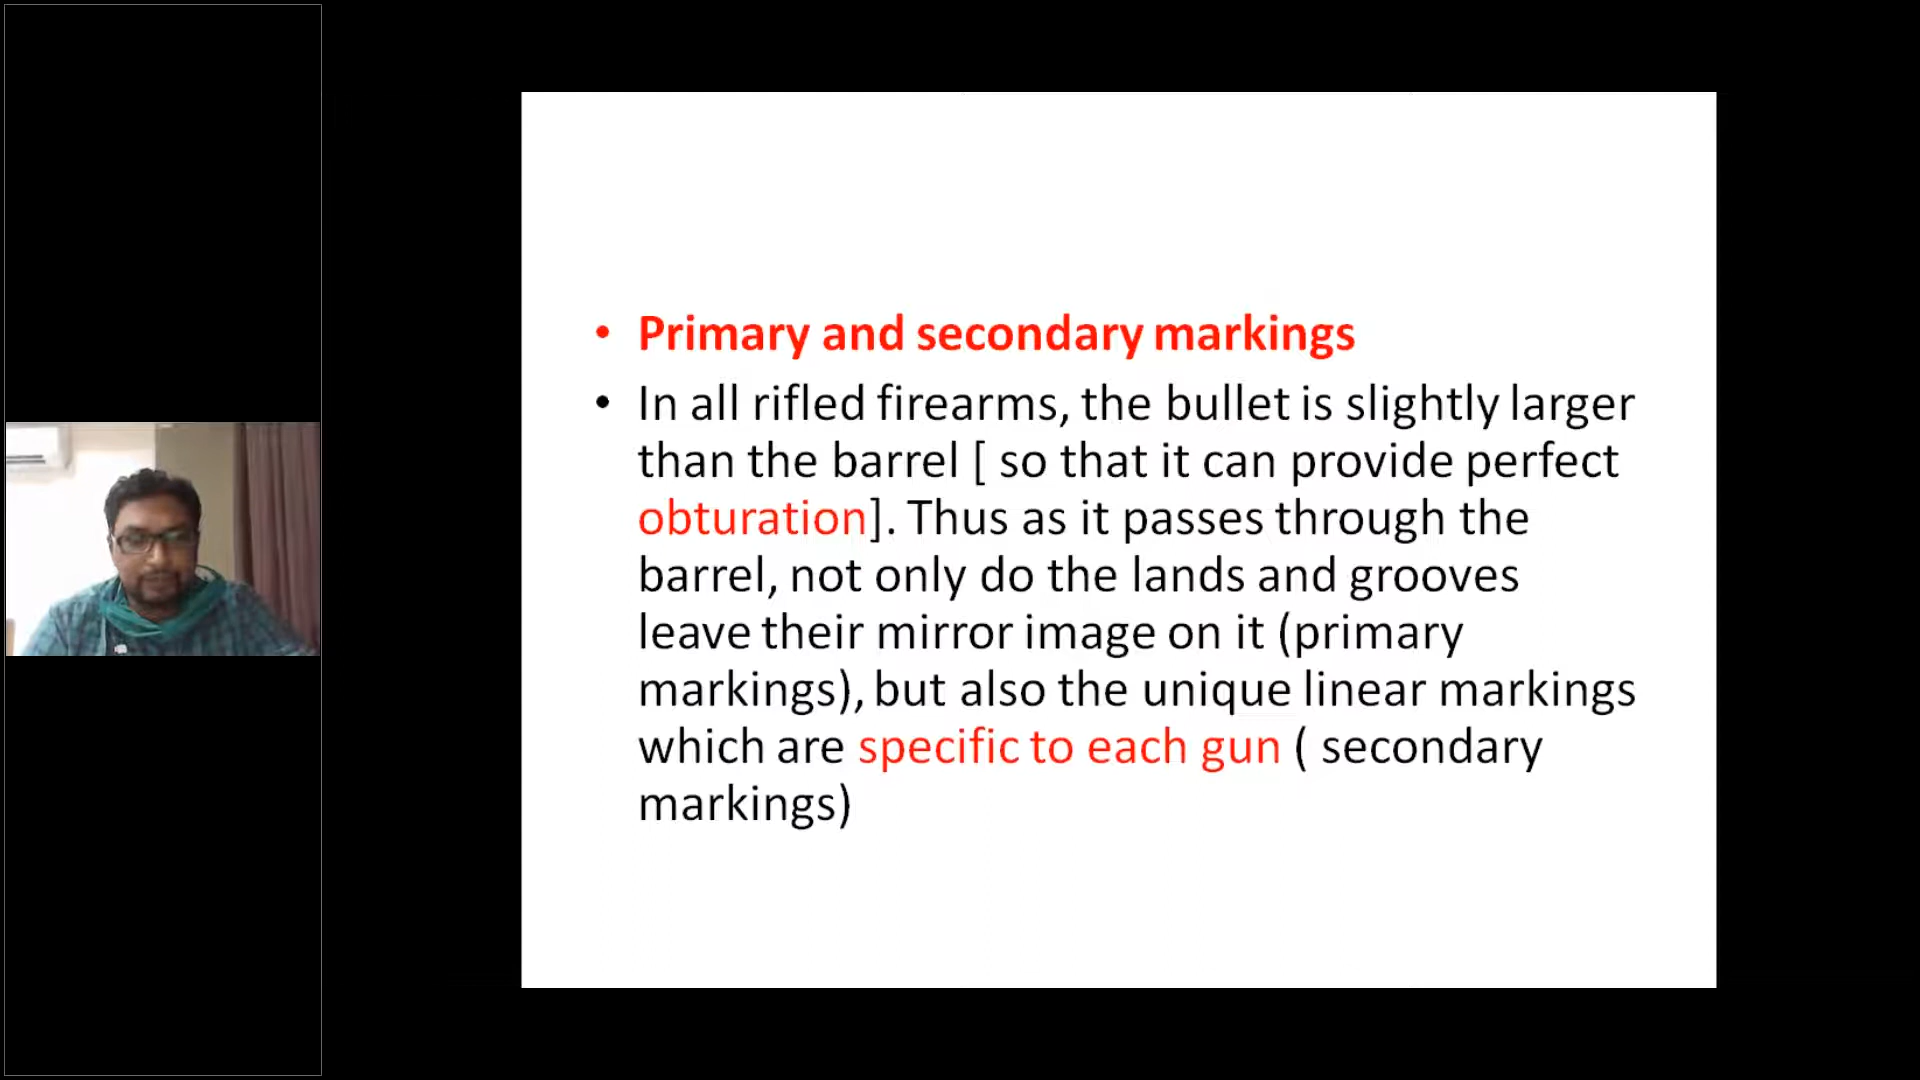 • Primary and secondary markings
• In all rifled firearms, the bullet is slightly larger
than the barrel [ so that it can provide perfect
obturation]. Thus as it passes through the
barrel, not only do the lands and grooves
leave their mirror image on it (primary
markings), but also the unique linear markings
which are specific to each gun ( secondary
markings)